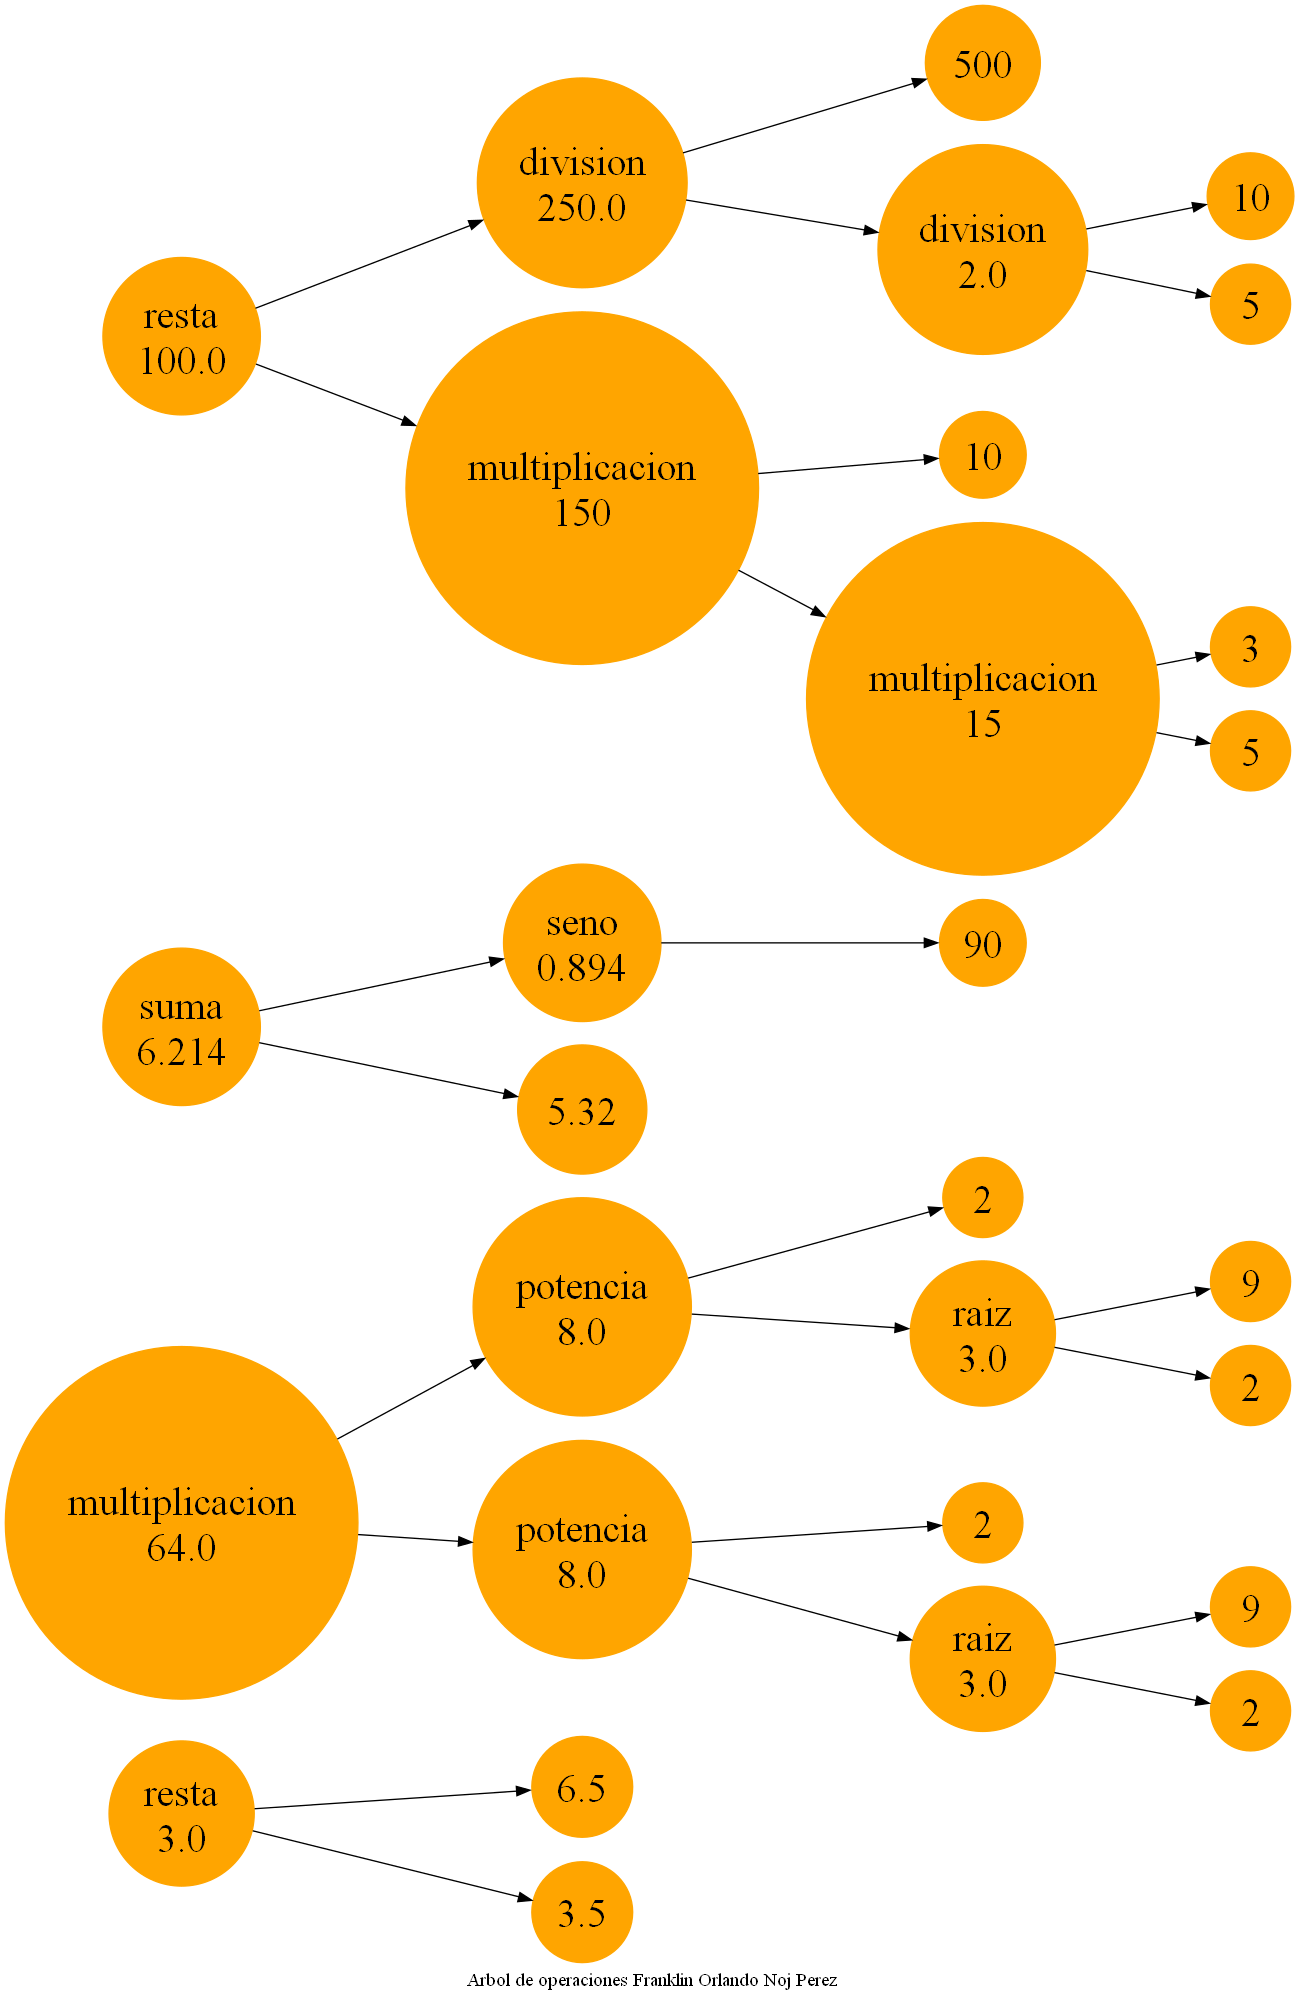 resta
100.0
division
250.0
500
division
2.0
10
5
multiplicacion
150
10
multiplicacion
15
3
5
suma
6.214
seno
0.894
90
5.32
multiplicacion
64.0
potencia
8.0
2
raiz
3.0
9
2
potencia
8.0
2
raiz
3.0
9
2
resta
3.0
6.5
3.5
Arbol de operaciones Franklin Orlando Noj Perez